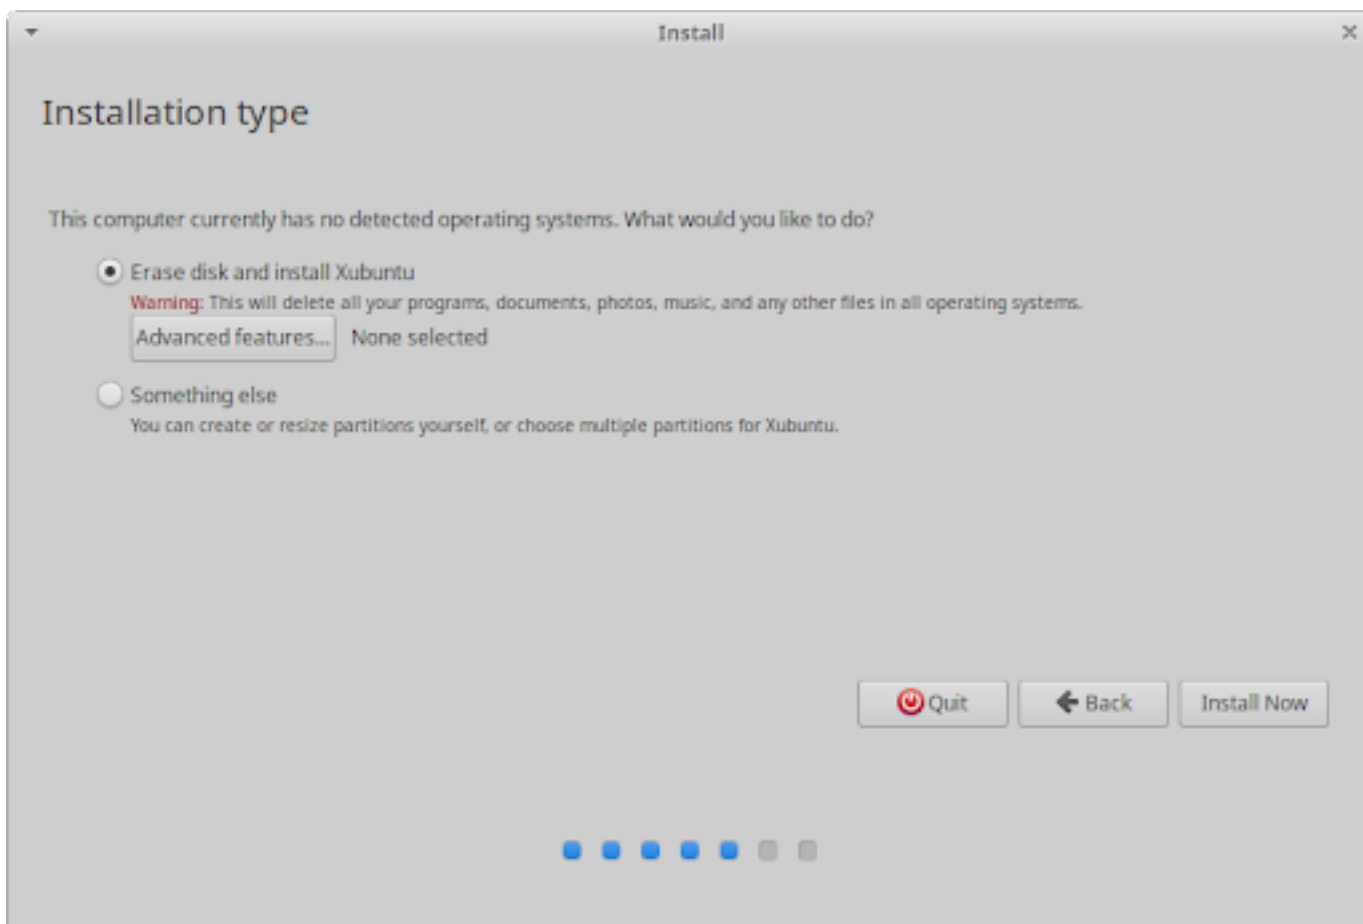 Install
Installation type
This computer currently has no detected operating systems. What would you like to do?
Erase disk and install Xubuntu
Warning: This will delete all your programs, documents, photos, music, and any other files in all operating systems.
Advanced features... None selected
Something else
You can create or resize partitions yourself, or choose multiple partitions for Xubuntu.
Quit Back Install Now